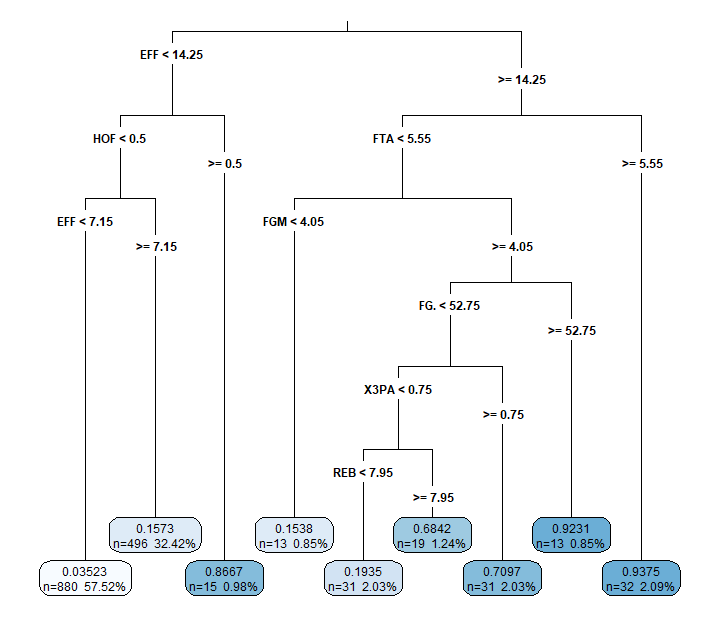 EFF < 14.25
>= 14.25
HOF < 0.5
>= 0.5
FTA < 5.55
>= 5.55
EFF < 7.15
>= 7.15
FGM < 4.05
>= 4.05
FG. < 52.75
>= 52.75
X3PA < 0.75
>= 0.75
REB < 7.95
>= 7.95
0.1573
n=496 32.42%
0.1538
n=13 0.85%
0.6842
n=19 1.24%
0.9231
n=13 0.85%
0.03523
n=880 57.52%
0.8667
n=15 0.98%
0.1935
n=31 2.03%
0.7097
n=31 2.03%
0.9375
n=32 2.09%